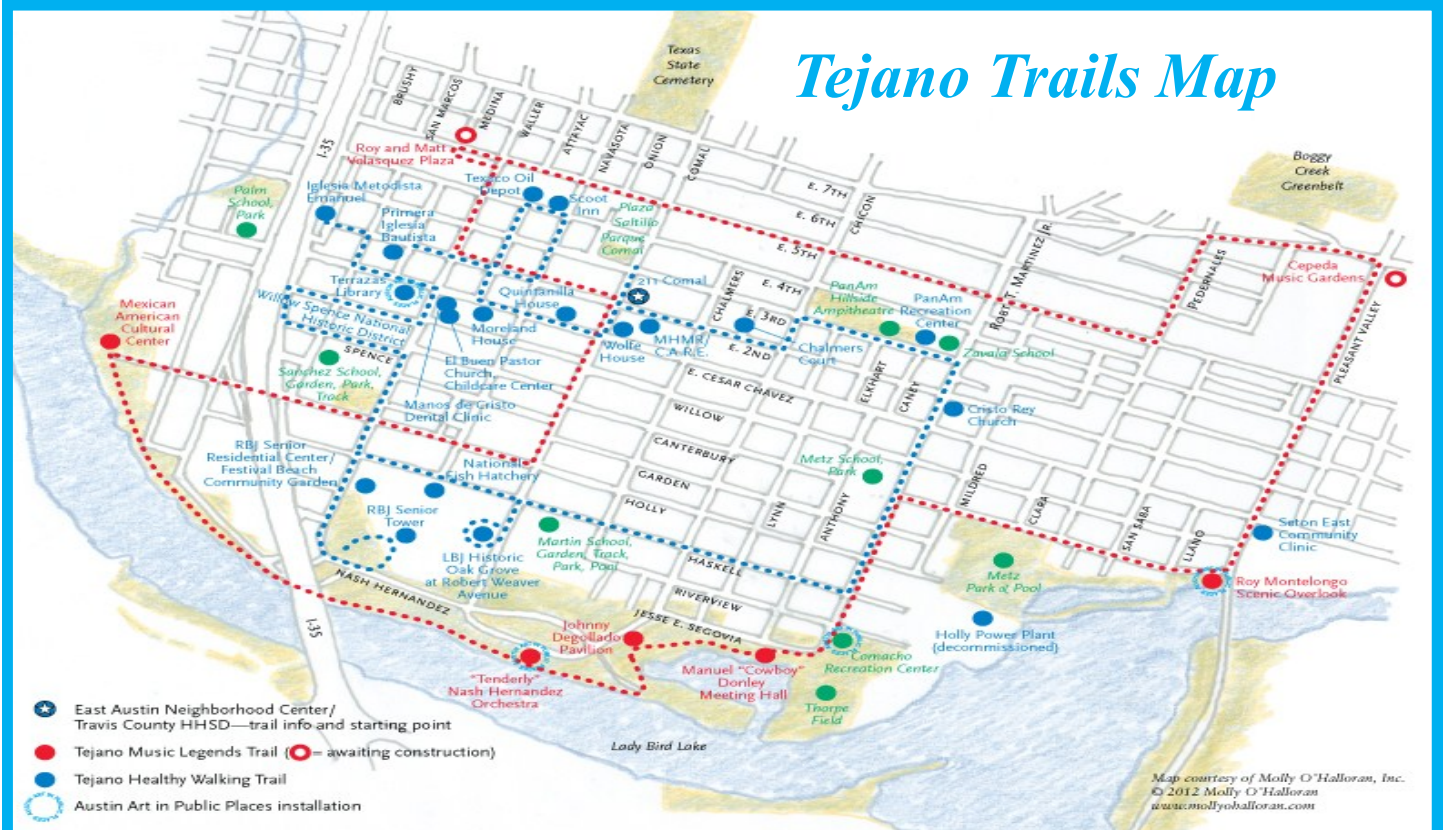 Tejano Trails Map
Texas
State
Cemetery
Boggy
Creek
Greenbelt
BRUSHY
SAN MARCOS
MEDINA
WALLER
ATTAYAC
NAVASOTA
ONION
COMAL
I-35
Roy and Matt
Velasquez Plaza
E. 7TH
E. 6TH
E. 5TH
E. 4TH
E. 3RD
E. 2ND
CHICON
ROBT. T. MARTINEZ JR.
PEDERNALES
Cepeda
Music Gardens
PLEASANT VALLEY
Palm
School,
Park
Iglesia Metodista
Emanuel
Primera
Iglesia
Bautista
Texaco Oil
Depot
Scoot
Inn
Plaza
Saltillo
Parque
Comal
211 Comal
Terrazas
Library
Willow Spence National
Historic District
Quintanilla
House
Moreland
House
Wolfe
House
MHMR/
C.A.R.E.
CHALMERS
Chalmers
Court
PanAm
Hillside
Ampitheatre
PanAm
Recreation
Center
Zavala School
Mexican
American
Cultural
Center
SPENCE
Sanchez School,
Garden, Park,
Track
El Buen Pastor
Church,
Childcare Center
Manos de Cristo
Dental Clinic
E. CESAR CHAVEZ
WILLOW
CANTERBURY
GARDEN
HOLLY
ELKHART
CANEY
Cristo Rey
Church
RBJ Senior
Residential Center/
Festival Beach
Community Garden
National
Fish Hatchery
Metz School,
Park
LYNN
ANTHONY
MILDRED
CLARA
SAN SABA
LLANO
RBJ Senior
Tower
LBJ Historic
Oak Grove
at Robert Weaver
Avenue
Martin School,
Garden, Track,
Park, Pool
HASKELL
RIVERVIEW
JESSE E. SEGOVIA
NASH HERNANDEZ
I-35
Seton East
Community
Clinic
Metz
Park & Pool
Roy Montelongo
Scenic Overlook
Holly Power Plant
(decommissioned)
Johnny
Degollado
Pavilion
"Tenderly"
Nash Hernandez
Orchestra
Manuel "Cowboy"
Donley
Meeting Hall
Camacho
Recreation Center
Thorpe
Field
Lady Bird Lake
East Austin Neighborhood Center/
Travis County HHSD—trail info and starting point
Tejano Music Legends Trail ( = awaiting construction)
Tejano Healthy Walking Trail
Austin Art in Public Places installation
Map courtesy of Molly O'Halloran, Inc.
© 2012 Molly O'Halloran
www.mollyohalloran.com